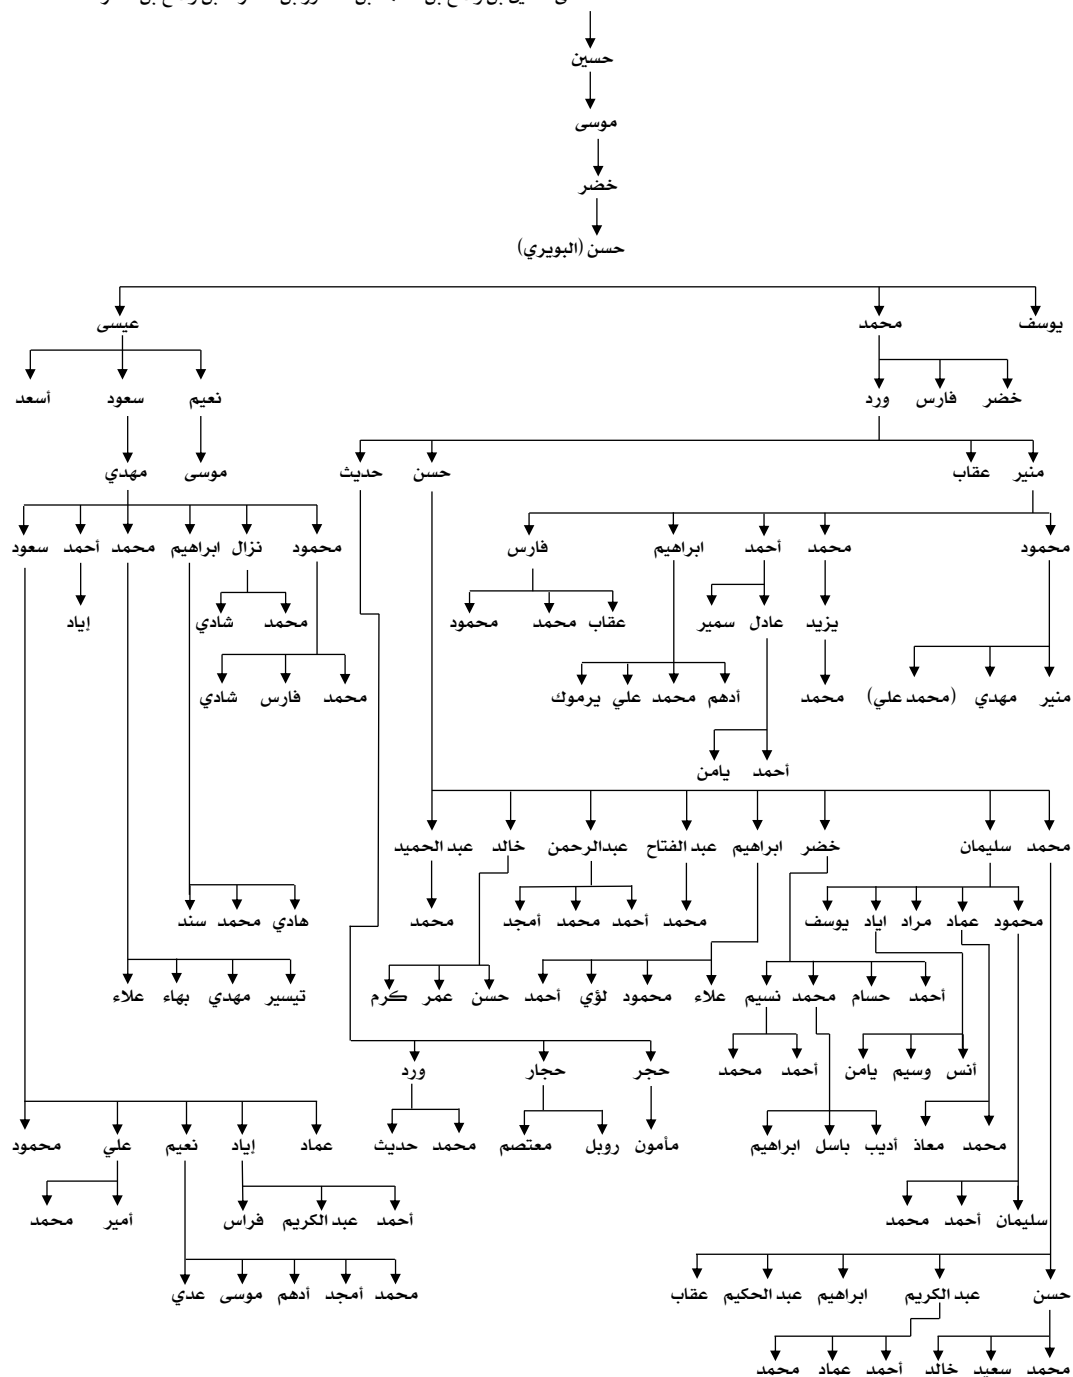 حسين
موسى
خضر
حسن (البويري)
يوسف محمد عيسى
خضر فارس ورد نعيم سعود أسعد
منير عقاب حسن حديث موسى مهدي
محمود محمد أحمد ابراهيم فارس محمود نزال ابراهيم محمد أحمد سعود
يزيد عادل سمير عقاب محمد محمود محمد شادي إياد
منير مهدي (محمد علي) محمد أدهم محمد علي يرموك محمد فارس شادي
أحمد يامن
محمد سليمان خضر ابراهيم عبد الفتاح عبدالرحمن خالد عبد الحميد
محمود عماد مراد اياد يوسف محمد أحمد محمد أمجد محمد هادي محمد سند
أحمد حسام محمد نسيم علاء محمود لؤي أحمد حسن عمر كرم تيسير مهدي بهاء علاء
أنس وسيم يامن أحمد محمد حجر حجار ورد
محمد معاذ أديب باسل ابراهيم مأمون روبل معتصم محمد حديث عماد إياد نعيم علي محمود
سليمان أحمد محمد أحمد عبد الكريم فراس أمير محمد
حسن عبد الكريم ابراهيم عبد الحكيم عقاب محمد أمجد أدهم موسى عدي
محمد سعيد خالد أحمد عماد محمد